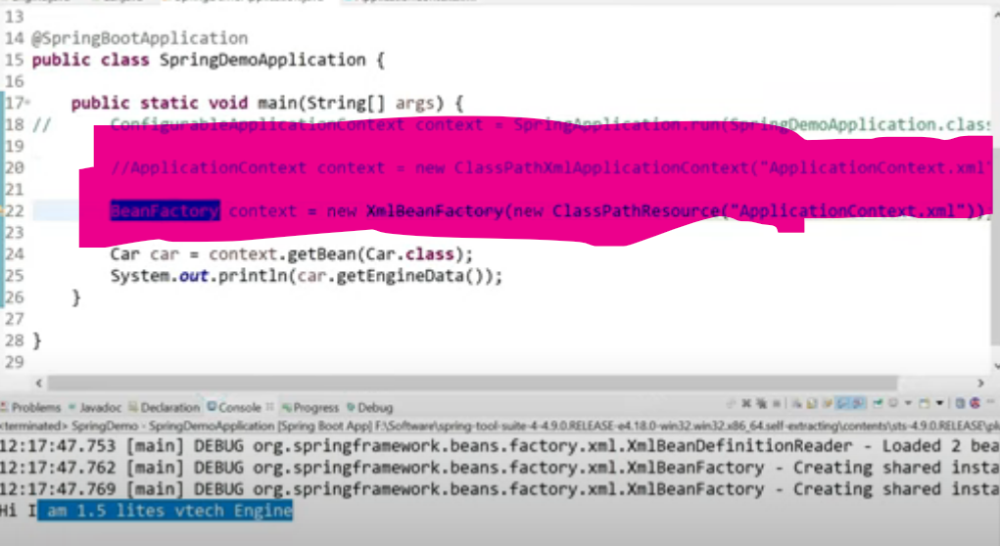 13
14 @SpringBootApplication
15 public class SpringDemoApplication {
16
17 public static void main(String[] args) {
18 // ConfigurableApplicationContext context = SpringApplication.run(SpringDemoApplication.clas
19
20 //ApplicationContext context = new ClassPathXmlApplicationContext("ApplicationContext.xml"
21
22 BeanFactory context = new XmlBeanFactory(new ClassPathResource("ApplicationContext.xml"));
23
24 Car car = context.getBean(Car.class);
25 System.out.println(car.getEngineData());
26 }
27
28 }
29
Problems Javadoc Declaration Console Progress Debug
<terminated> SpringDemo - SpringDemoApplication [Spring Boot App] F:\Software\spring-tool-suite-4-4.9.0.RELEASE-e4.18.0-win32.win32.x86_64.self-extracting\contents\sts-4.9.0.RELEASE\plu
12:17:47.753 [main] DEBUG org.springframework.beans.factory.xml.XmlBeanDefinitionReader - Loaded 2 bea
12:17:47.762 [main] DEBUG org.springframework.beans.factory.xml.XmlBeanFactory - Creating shared insta
12:17:47.769 [main] DEBUG org.springframework.beans.factory.xml.XmlBeanFactory - Creating shared insta
Hi I am 1.5 lites vtech Engine